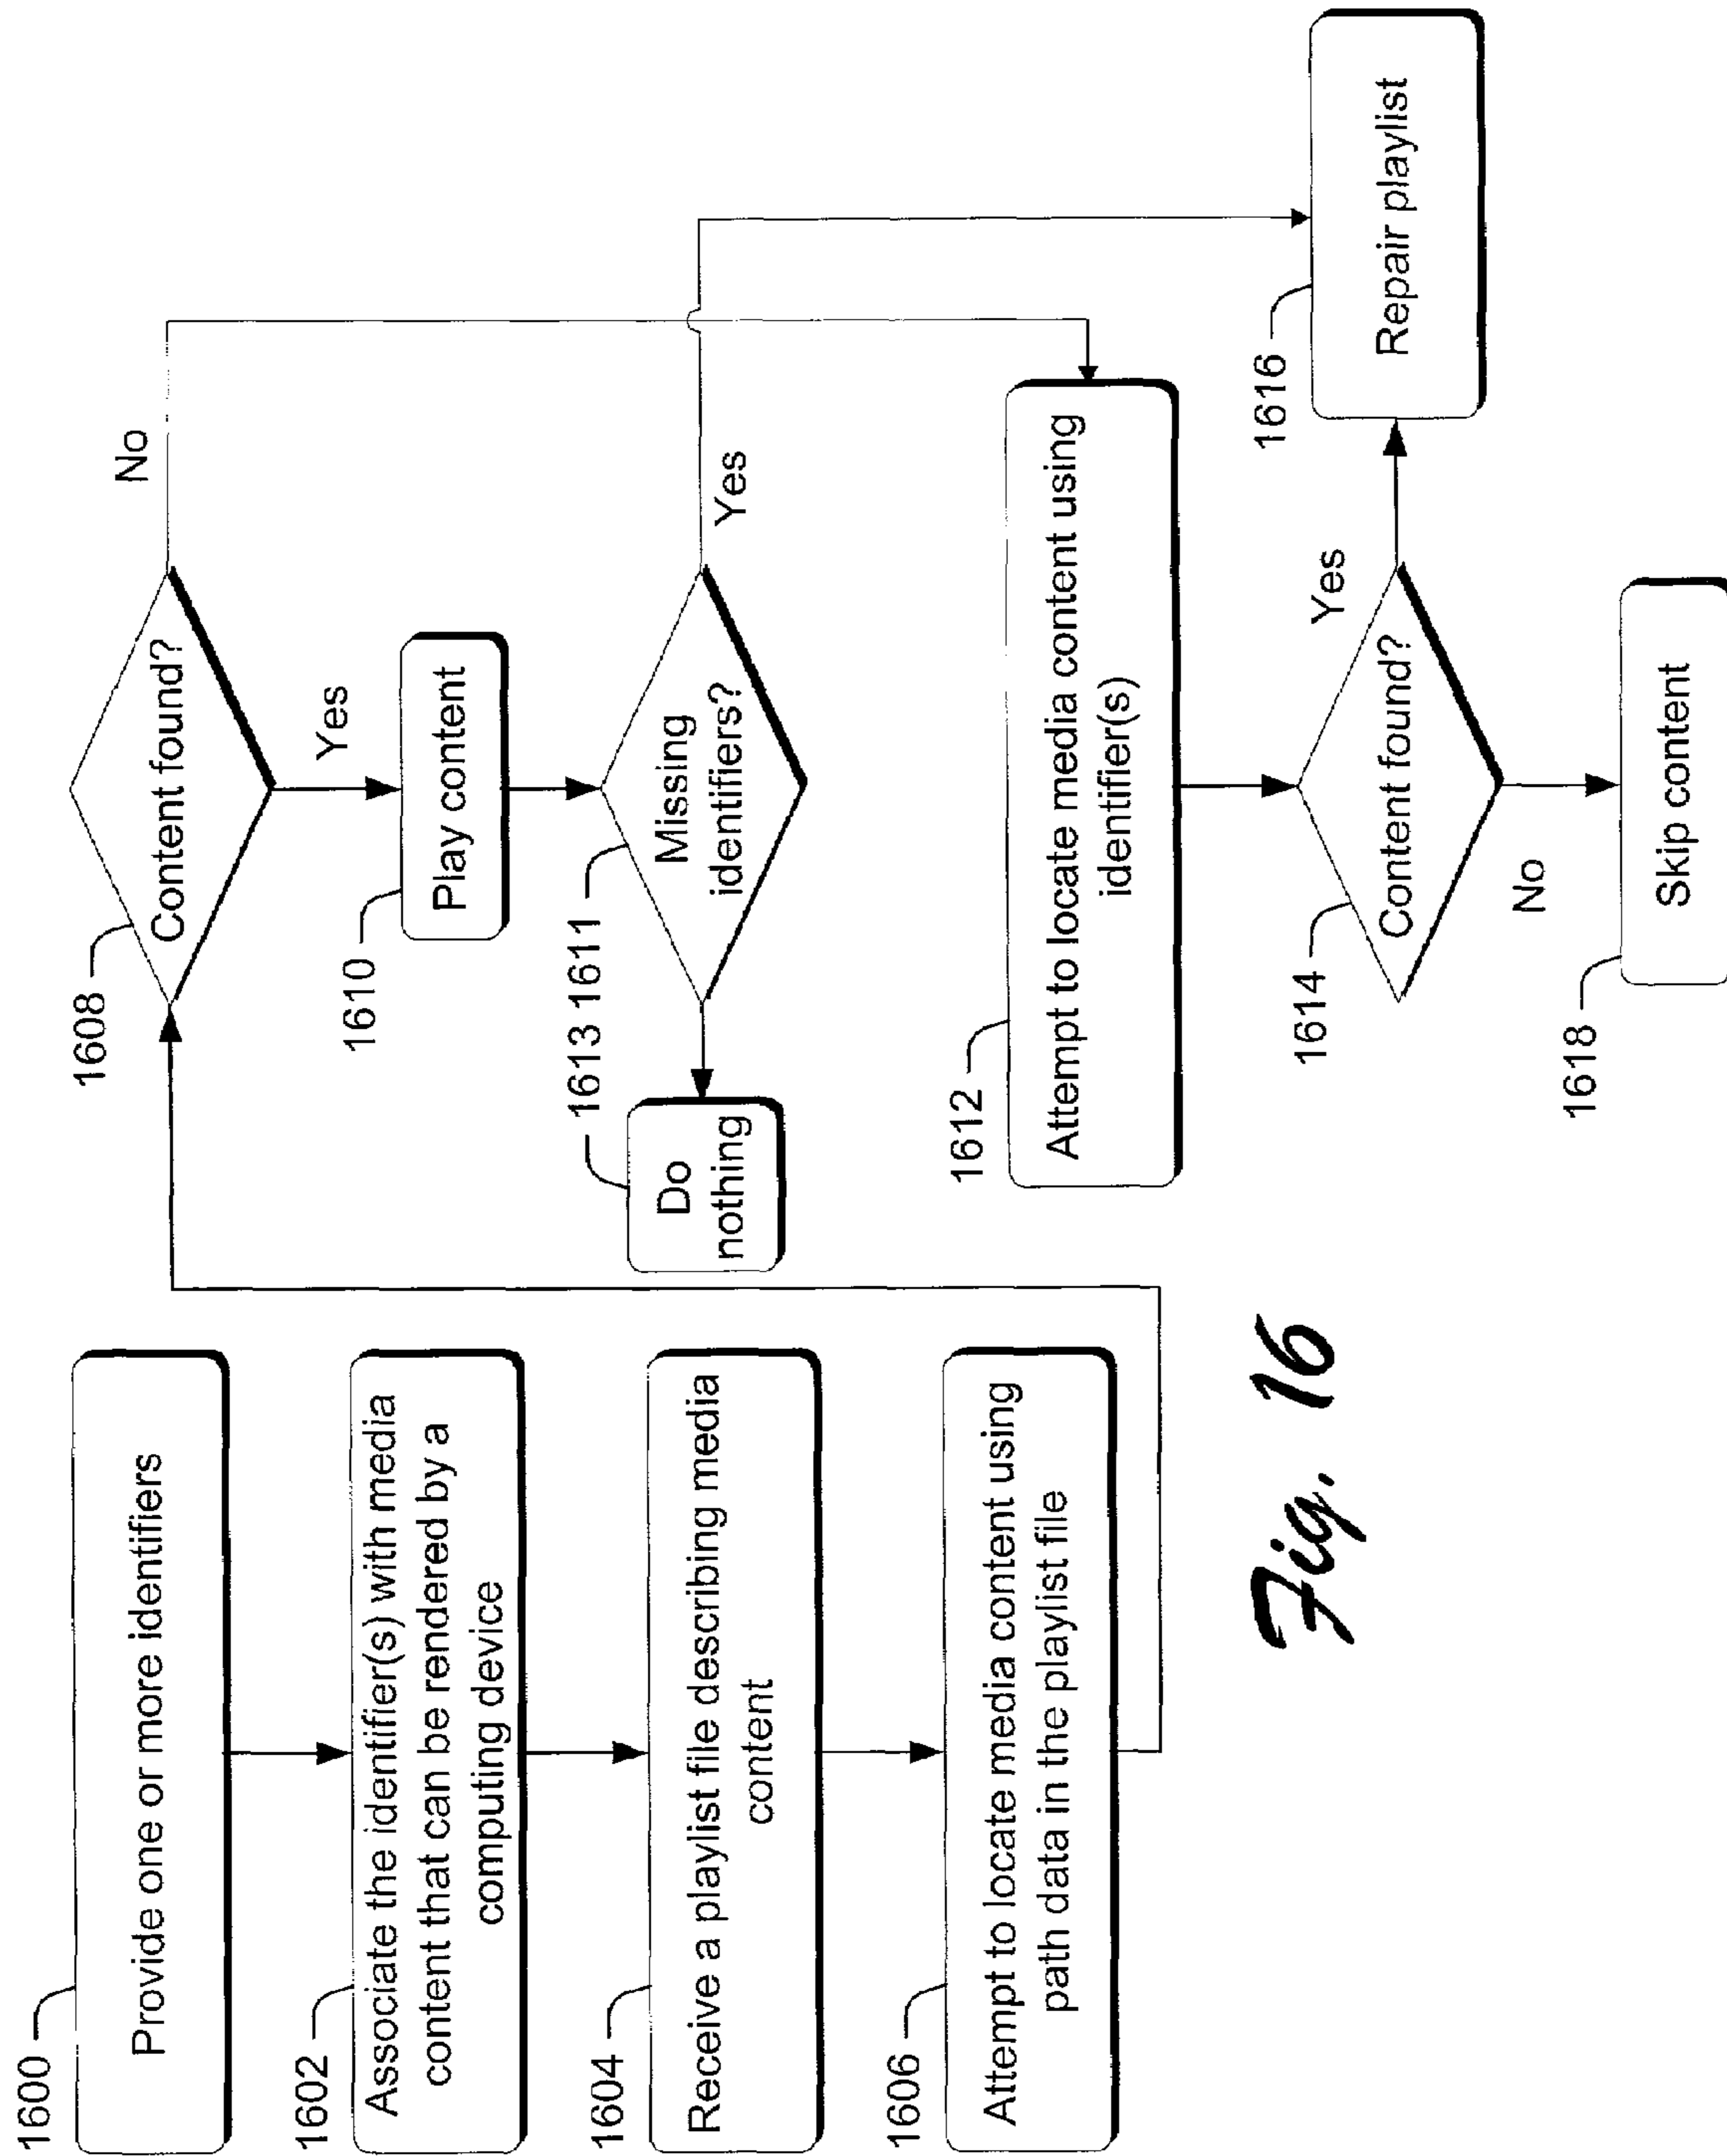 1600
Provide one or more identifiers
1602
Associate the identifier(s) with media
content that can be rendered by a
computing device
1604
Receive a playlist file describing media
content
1606
Attempt to locate media content using
path data in the playlist file
1608
Content found?
No
Yes
1610
Play content
1613
1611
Missing
identifiers?
Yes
Do
nothing
1612
Attempt to locate media content using
identifier(s)
1614
Content found?
Yes
1616
Repair playlist
No
1618
Skip content
Fig. 16